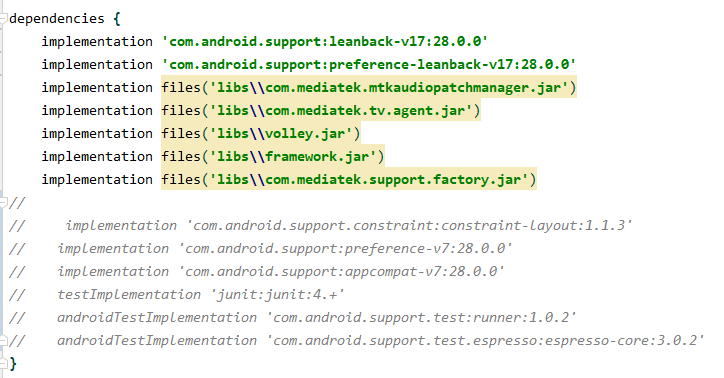 dependencies {
    implementation 'com.android.support:leanback-v17:28.0.0'
    implementation 'com.android.support:preference-leanback-v17:28.0.0'
    implementation files('libs\\com.mediatek.mtkaudiopatchmanager.jar')
    implementation files('libs\\com.mediatek.tv.agent.jar')
    implementation files('libs\\volley.jar')
    implementation files('libs\\framework.jar')
    implementation files('libs\\com.mediatek.support.factory.jar')
//
//     implementation 'com.android.support.constraint:constraint-layout:1.1.3'
//    implementation 'com.android.support:preference-v7:28.0.0'
//    implementation 'com.android.support:appcompat-v7:28.0.0'
//    testImplementation 'junit:junit:4.+'
//    androidTestImplementation 'com.android.support.test:runner:1.0.2'
//    androidTestImplementation 'com.android.support.test.espresso:espresso-core:3.0.2'
}